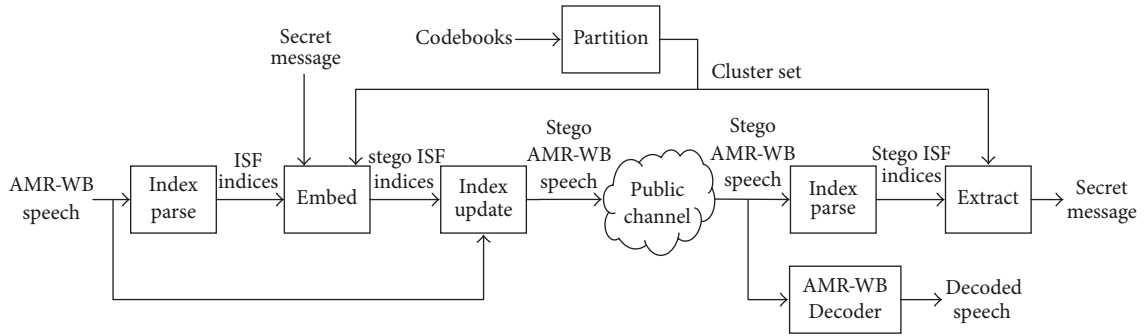 Codebooks
Partition
Secret
message
Cluster set
AMR-WB
speech
Index
parse
ISF
indices
Embed
stego ISF
indices
Index
update
Stego
AMR-WB
speech
Public
channel
Stego
AMR-WB
speech
Index
parse
Stego ISF
indices
Extract
Secret
message
AMR-WB
Decoder
Decoded
speech